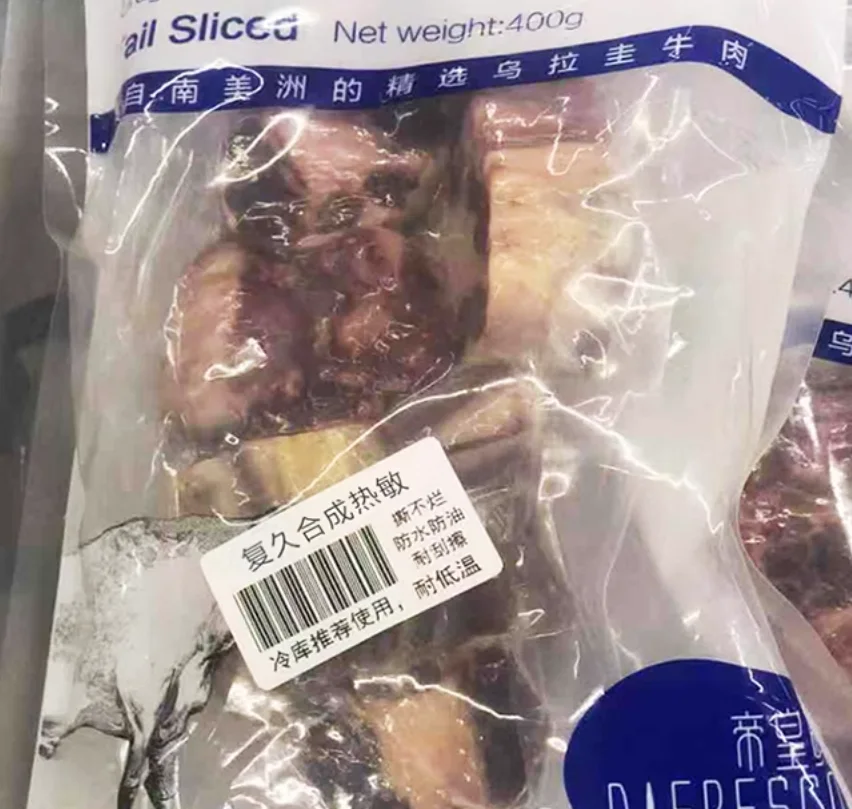 ail Sliced Net weight:400g
自南美洲的精选乌拉圭牛肉
4
乌
复久合成热敏
撕不烂
防水防油
耐刮擦
冷库推荐使用，耐低温
帝皇